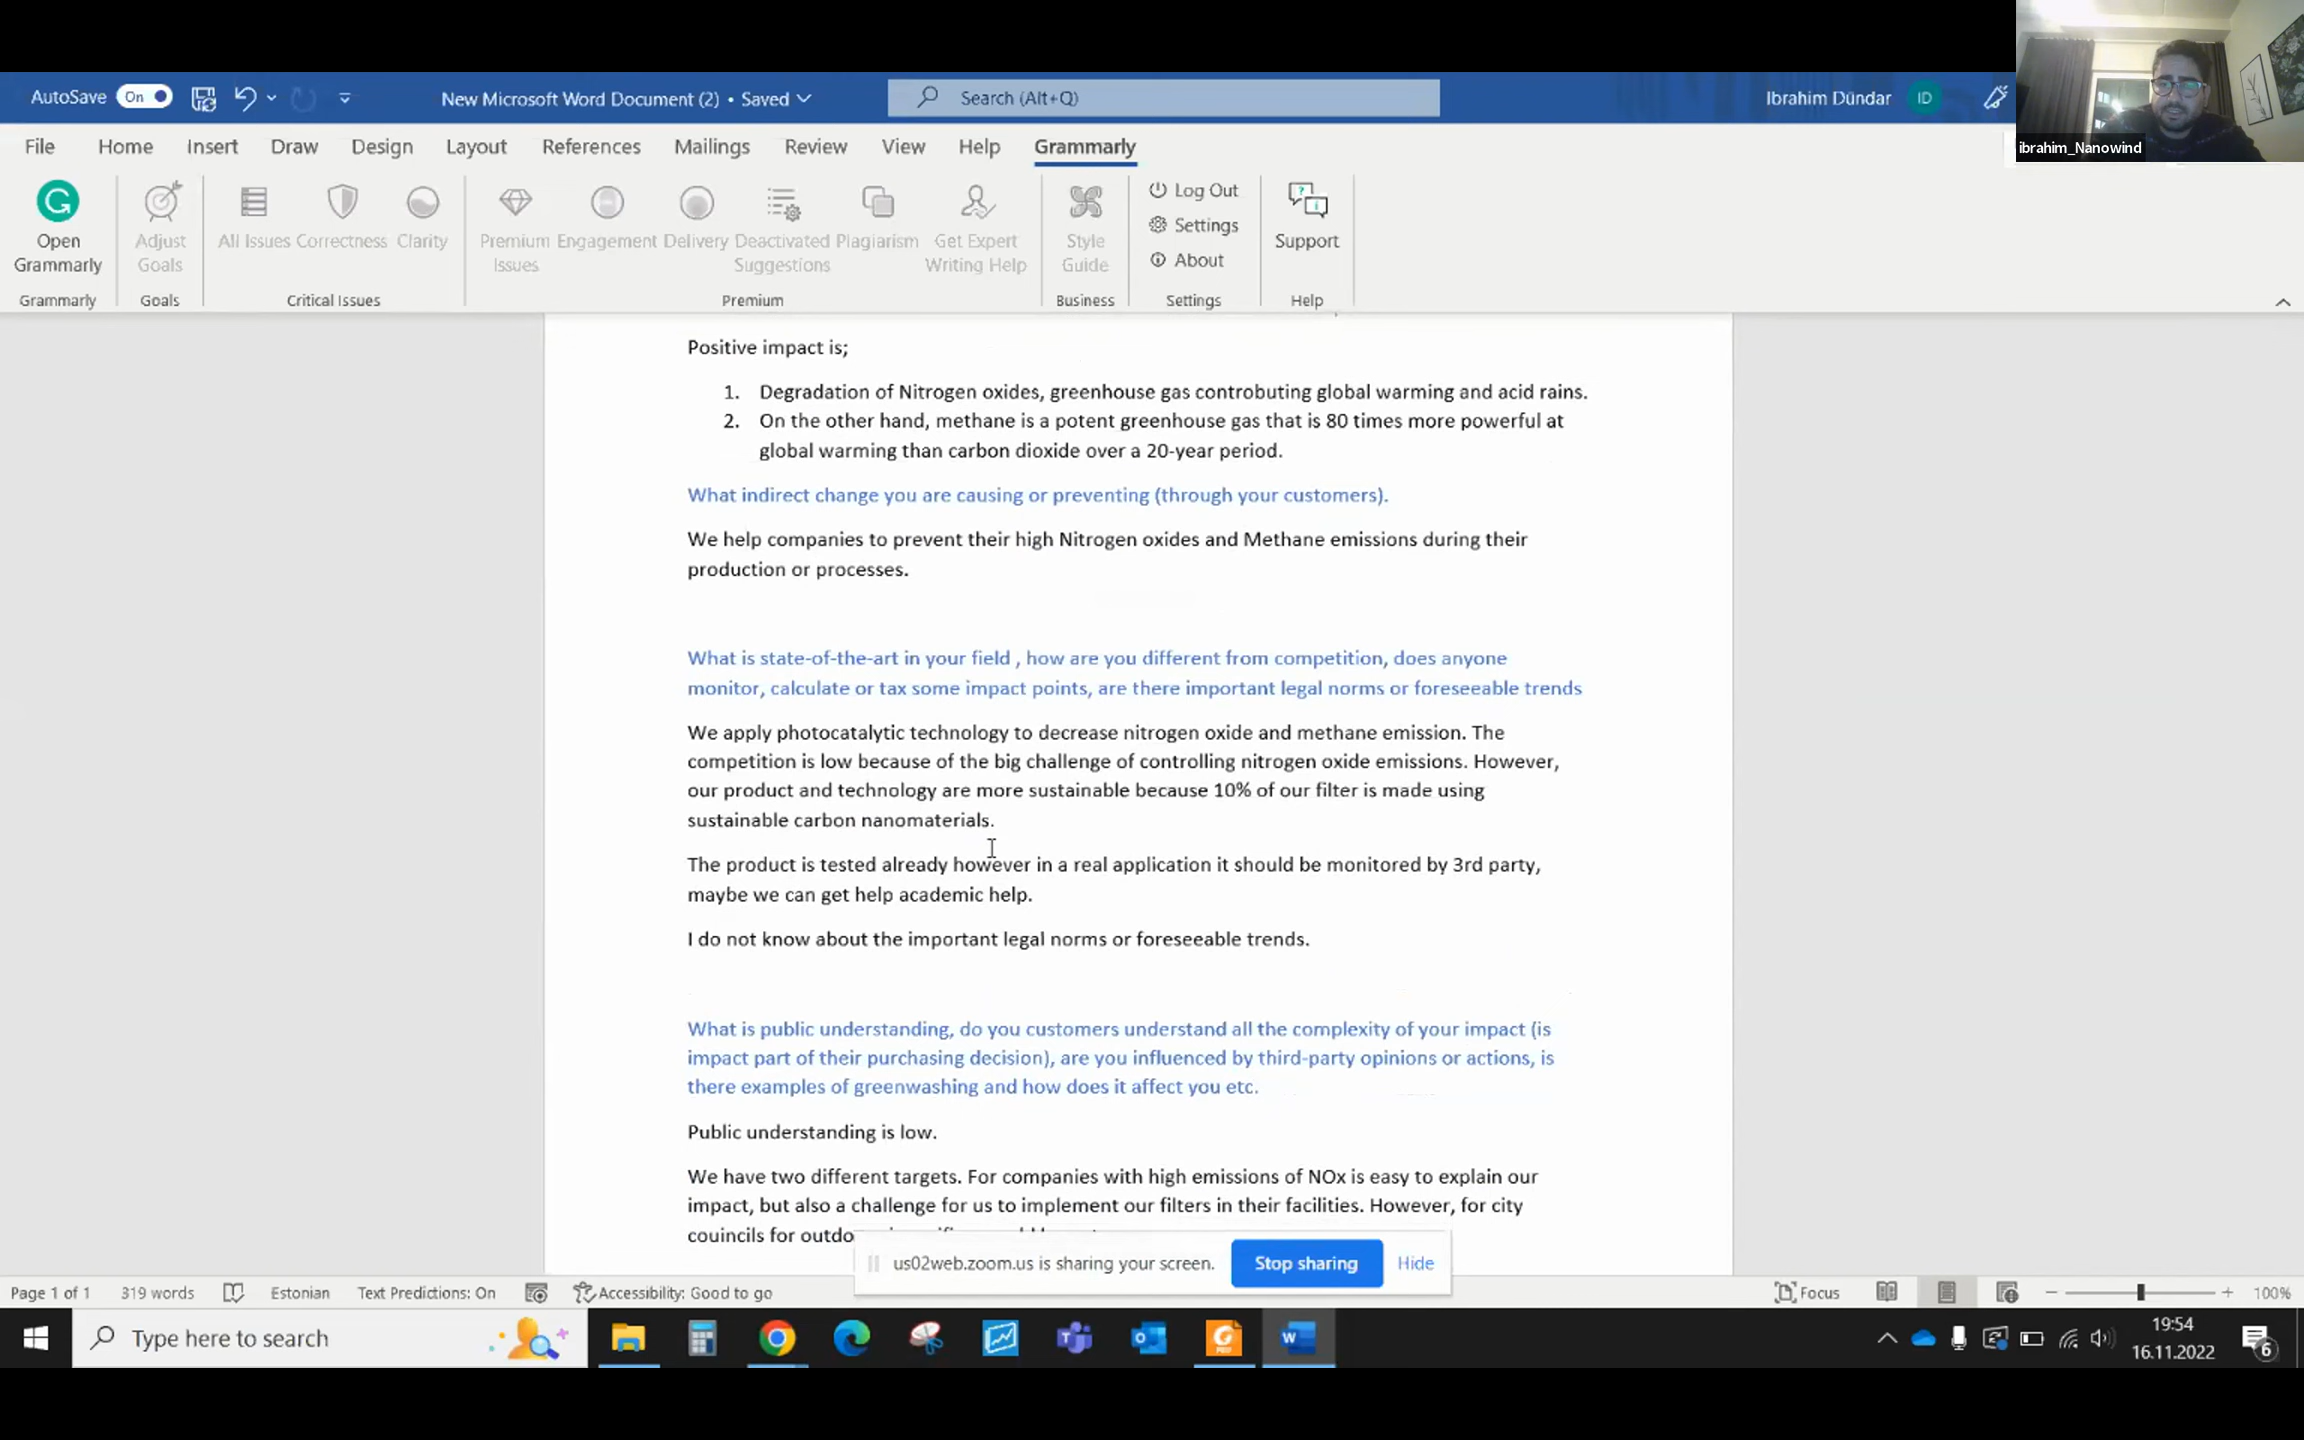 AutoSave On
New Microsoft Word Document (2) • Saved
Search (Alt+Q)
Ibrahim Dündar ID
ibrahim_Nanowind
File Home Insert Draw Design Layout References Mailings Review View Help Grammarly
Open Grammarly
Adjust Goals
All Issues Correctness Clarity
Premium Issues
Engagement
Delivery
Deactivated Suggestions
Plagiarism
Get Expert Writing Help
Style Guide
Log Out
Settings
About
Support
Grammarly Goals Critical Issues Premium Business Settings Help
Positive impact is;
1. Degradation of Nitrogen oxides, greenhouse gas controbuting global warming and acid rains.
2. On the other hand, methane is a potent greenhouse gas that is 80 times more powerful at
global warming than carbon dioxide over a 20-year period.
What indirect change you are causing or preventing (through your customers).
We help companies to prevent their high Nitrogen oxides and Methane emissions during their
production or processes.
What is state-of-the-art in your field , how are you different from competition, does anyone
monitor, calculate or tax some impact points, are there important legal norms or foreseeable trends
We apply photocatalytic technology to decrease nitrogen oxide and methane emission. The
competition is low because of the big challenge of controlling nitrogen oxide emissions. However,
our product and technology are more sustainable because 10% of our filter is made using
sustainable carbon nanomaterials.
The product is tested already however in a real application it should be monitored by 3rd party,
maybe we can get help academic help.
I do not know about the important legal norms or foreseeable trends.
What is public understanding, do you customers understand all the complexity of your impact (is
impact part of their purchasing decision), are you influenced by third-party opinions or actions, is
there examples of greenwashing and how does it affect you etc.
Public understanding is low.
We have two different targets. For companies with high emissions of NOx is easy to explain our
impact, but also a challenge for us to implement our filters in their facilities. However, for city
couincils for
us02web.zoom.us is sharing your screen. Stop sharing Hide
Page 1 of 1 319 words Estonian Text Predictions: On Accessibility: Good to go Focus 100%
Type here to search
19:54
16.11.2022
6